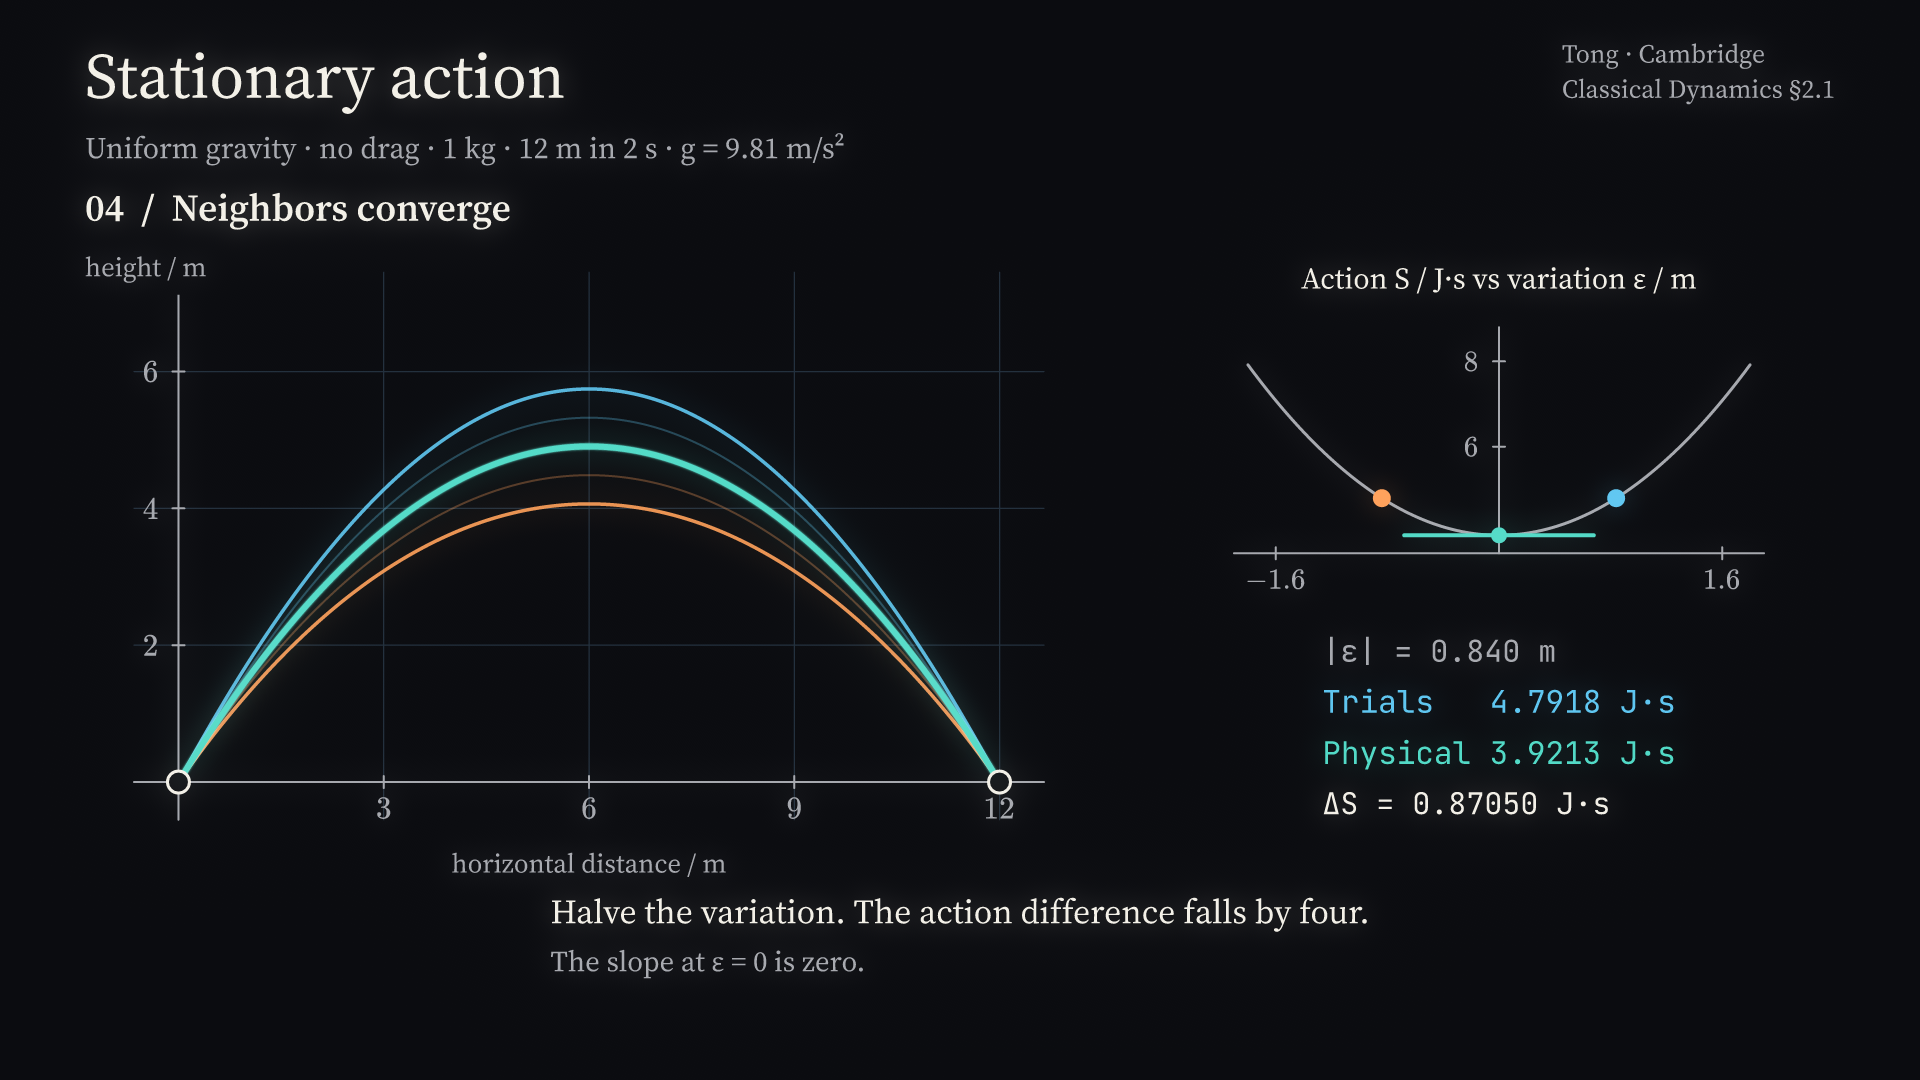 Stationary action
Tong · Cambridge
Classical Dynamics §2.1
Uniform gravity · no drag · 1 kg · 12 m in 2 s · g = 9.81 m/s²
04 / Neighbors converge
height / m
6
4
2
3
6
9
12
horizontal distance / m
Action S / J·s vs variation ε / m
8
6
−1.6
1.6
|ε| = 0.840 m
Trials 4.7918 J·s
Physical 3.9213 J·s
ΔS = 0.87050 J·s
Halve the variation. The action difference falls by four.
The slope at ε = 0 is zero.